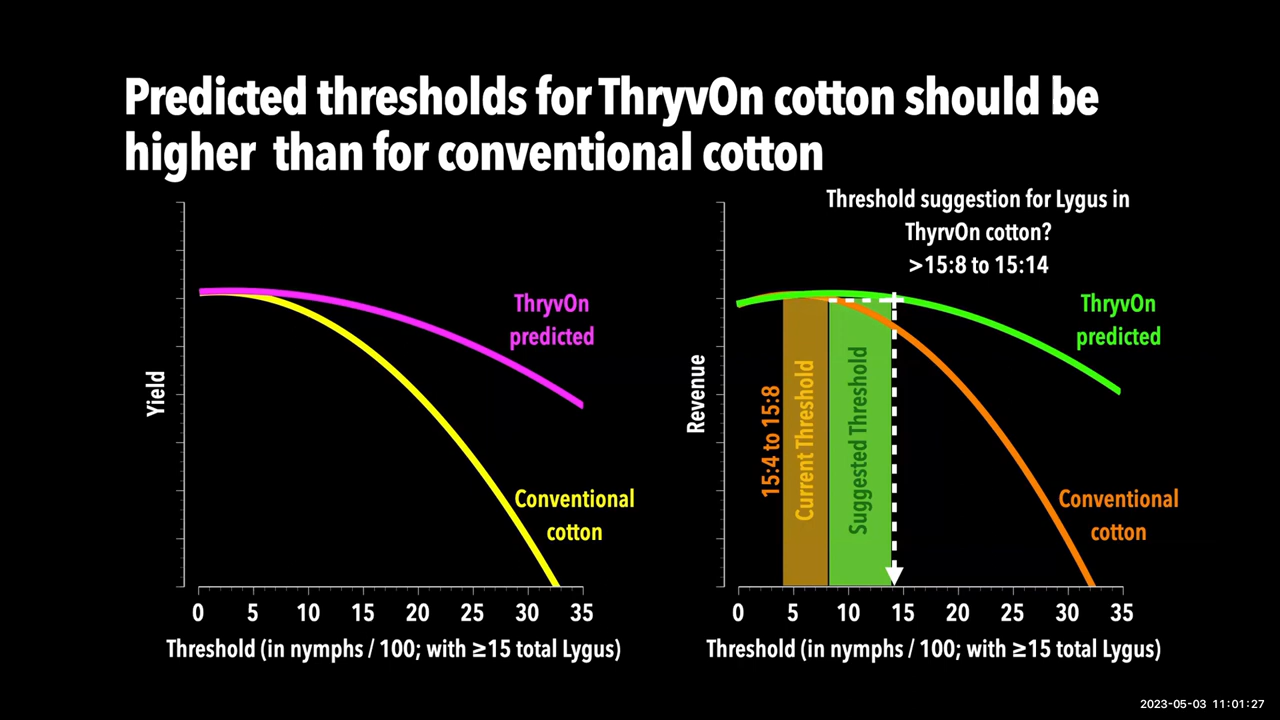 Predicted thresholds for ThryvOn cotton should be
higher  than for conventional cotton
Yield
ThryvOn
predicted
Conventional
cotton
0 5 10 15 20 25 30 35
Threshold (in nymphs / 100; with ≥15 total Lygus)
Threshold suggestion for Lygus in
ThyrvOn cotton?
>15:8 to 15:14
Revenue
15:4 to 15:8
Current Threshold
Suggested Threshold
ThryvOn
predicted
Conventional
cotton
0 5 10 15 20 25 30 35
Threshold (in nymphs / 100; with ≥15 total Lygus)
2023-05-03 11:01:27